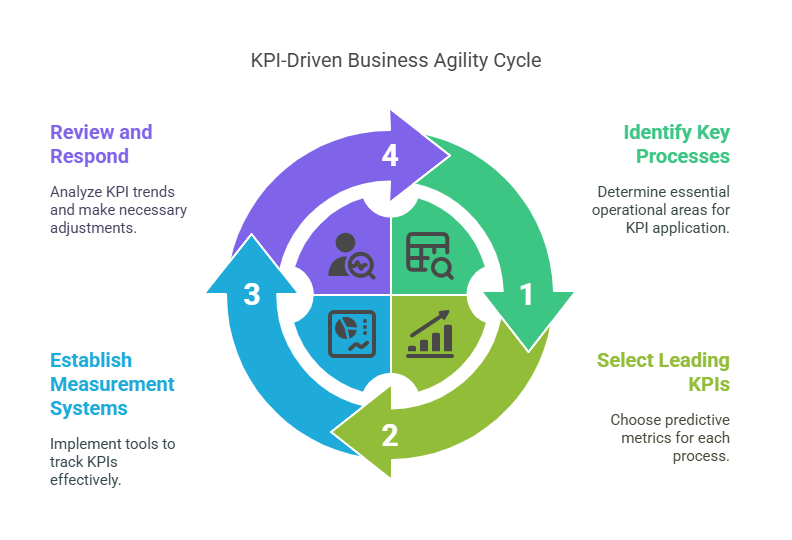 KPI-Driven Business Agility Cycle
Review and
Respond
Analyze KPI trends
and make necessary
adjustments.
4
Identify Key
Processes
Determine essential
operational areas for
KPI application.
3
1
Establish
Measurement
Systems
Implement tools to
track KPIs
effectively.
2
Select Leading
KPIs
Choose predictive
metrics for each
process.